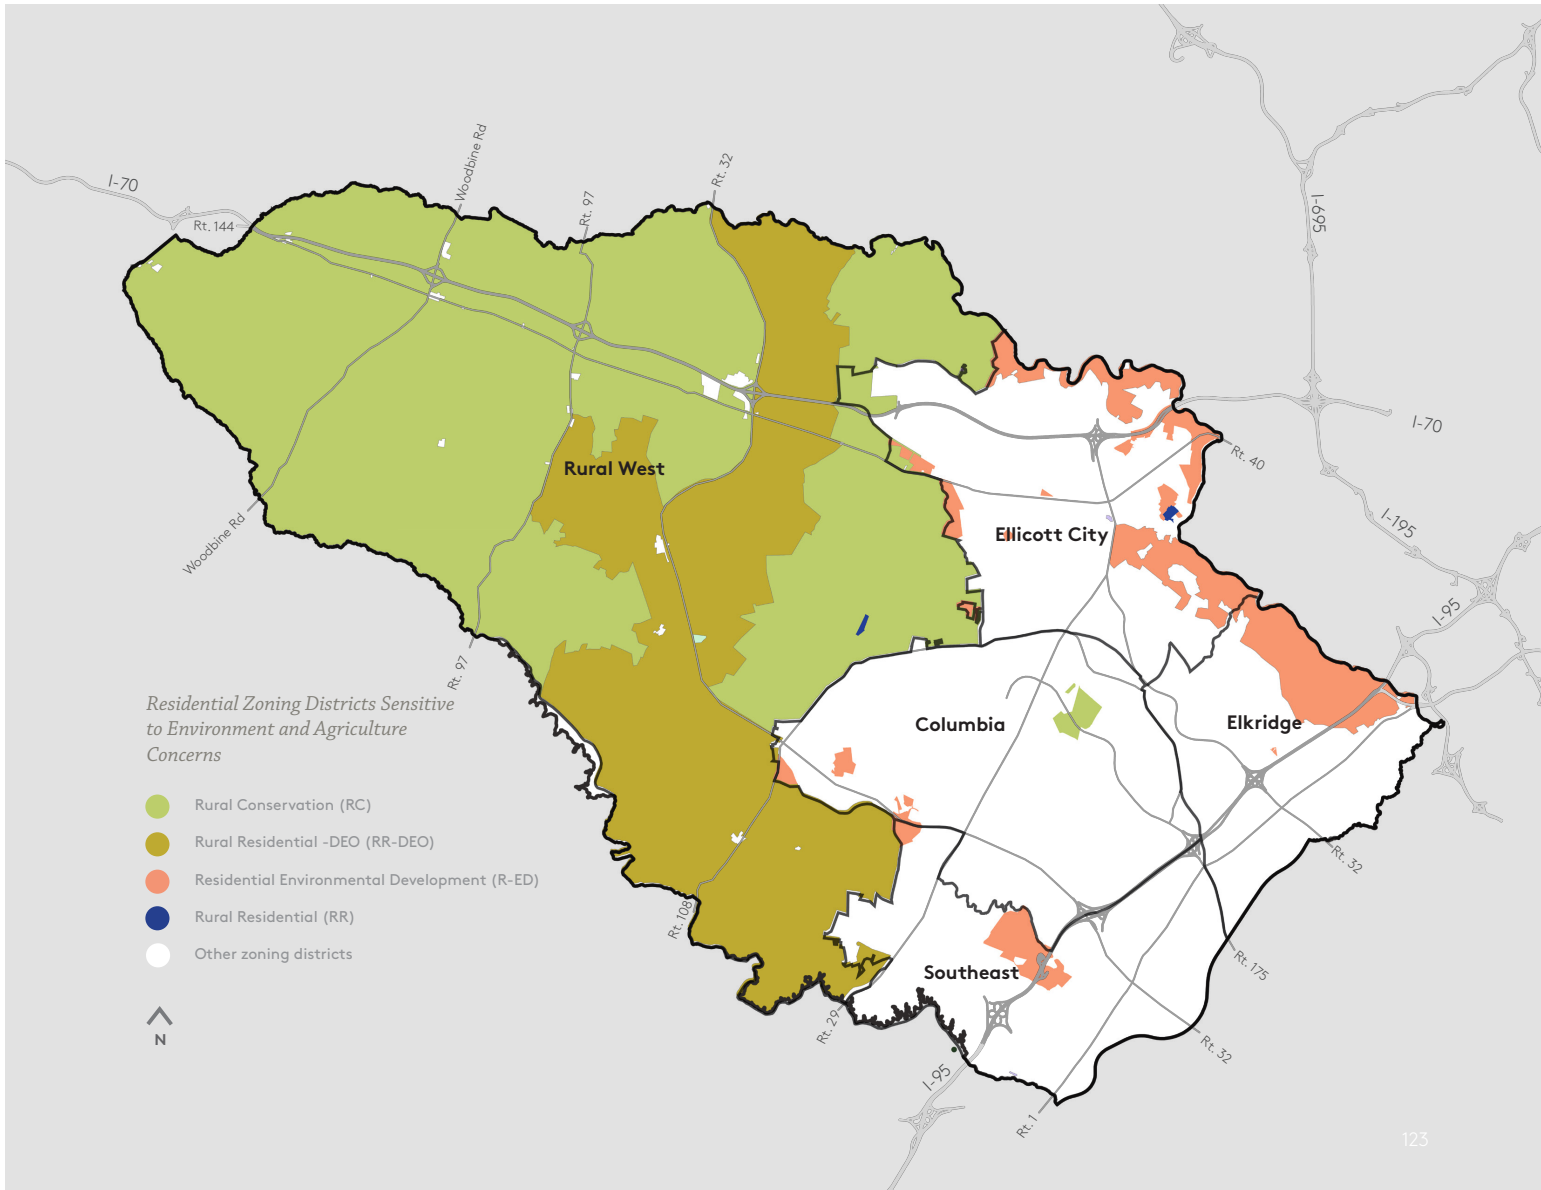 Woodbine Rd
Rt. 32
I-70
Rt. 97
Rt. 144
I-695
I-70
Rt. 40
Rural West
Woodbine Rd
I-195
Ellicott City
I-95
Rt. 97
Residential Zoning Districts Sensitive
to Environment and Agriculture
Concerns
Columbia
Elkridge
Rural Conservation (RC)
Rural Residential -DEO (RR-DEO)
Rt. 32
Residential Environmental Development (R-ED)
Rural Residential (RR)
Rt. 108
Other zoning districts
Rt. 175
Southeast
N
Rt. 29
Rt. 32
I-95
Rt. 1
123